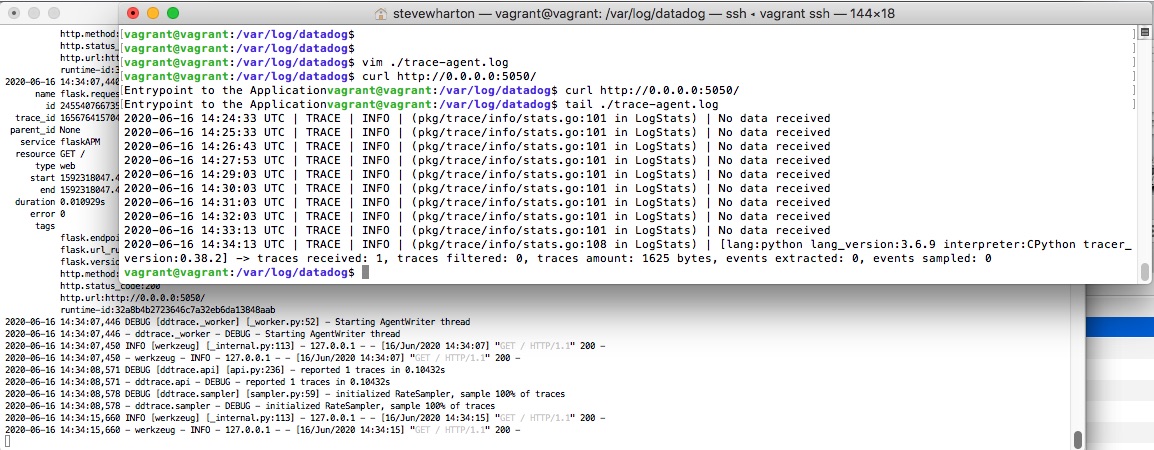 stevewharton — vagrant@vagrant: /var/log/datadog — ssh ◂ vagrant ssh — 144×18
[vagrant@vagrant:/var/log/datadog$ ]
[vagrant@vagrant:/var/log/datadog$ ]
[vagrant@vagrant:/var/log/datadog$ vim ./trace-agent.log ]
[vagrant@vagrant:/var/log/datadog$ curl http://0.0.0.0:5050/ ]
[Entrypoint to the Applicationvagrant@vagrant:/var/log/datadog$ curl http://0.0.0.0:5050/ ]
[Entrypoint to the Applicationvagrant@vagrant:/var/log/datadog$ tail ./trace-agent.log ]
2020-06-16 14:24:33 UTC | TRACE | INFO | (pkg/trace/info/stats.go:101 in LogStats) | No data received
2020-06-16 14:25:33 UTC | TRACE | INFO | (pkg/trace/info/stats.go:101 in LogStats) | No data received
2020-06-16 14:26:43 UTC | TRACE | INFO | (pkg/trace/info/stats.go:101 in LogStats) | No data received
2020-06-16 14:27:53 UTC | TRACE | INFO | (pkg/trace/info/stats.go:101 in LogStats) | No data received
2020-06-16 14:29:03 UTC | TRACE | INFO | (pkg/trace/info/stats.go:101 in LogStats) | No data received
2020-06-16 14:30:03 UTC | TRACE | INFO | (pkg/trace/info/stats.go:101 in LogStats) | No data received
2020-06-16 14:31:03 UTC | TRACE | INFO | (pkg/trace/info/stats.go:101 in LogStats) | No data received
2020-06-16 14:32:03 UTC | TRACE | INFO | (pkg/trace/info/stats.go:101 in LogStats) | No data received
2020-06-16 14:33:13 UTC | TRACE | INFO | (pkg/trace/info/stats.go:101 in LogStats) | No data received
2020-06-16 14:34:13 UTC | TRACE | INFO | (pkg/trace/info/stats.go:108 in LogStats) | [lang:python lang_version:3.6.9 interpreter:CPython tracer_
version:0.38.2] -> traces received: 1, traces filtered: 0, traces amount: 1625 bytes, events extracted: 0, events sampled: 0
vagrant@vagrant:/var/log/datadog$
http.method:
http.status_
http.url:htt
runtime-id:3
2020-06-16 14:34:07,440
name flask.reques
id 245540766735
trace_id 165676415704
parent_id None
service flaskAPM
resource GET /
type web
start 1592318047.4
end 1592318047.4
duration 0.010929s
error 0
tags
flask.endpoi
flask.url_ru
flask.versio
http.method:
http.status_code:200
http.url:http://0.0.0.0:5050/
runtime-id:32a8b4b2723646c7a32eb6da13848aab
2020-06-16 14:34:07,446 DEBUG [ddtrace._worker] [_worker.py:52] - Starting AgentWriter thread
2020-06-16 14:34:07,446 - ddtrace._worker - DEBUG - Starting AgentWriter thread
2020-06-16 14:34:07,450 INFO [werkzeug] [_internal.py:113] - 127.0.0.1 - - [16/Jun/2020 14:34:07] "GET / HTTP/1.1" 200 -
2020-06-16 14:34:07,450 - werkzeug - INFO - 127.0.0.1 - - [16/Jun/2020 14:34:07] "GET / HTTP/1.1" 200 -
2020-06-16 14:34:08,571 DEBUG [ddtrace.api] [api.py:236] - reported 1 traces in 0.10432s
2020-06-16 14:34:08,571 - ddtrace.api - DEBUG - reported 1 traces in 0.10432s
2020-06-16 14:34:08,578 DEBUG [ddtrace.sampler] [sampler.py:59] - initialized RateSampler, sample 100% of traces
2020-06-16 14:34:08,578 - ddtrace.sampler - DEBUG - initialized RateSampler, sample 100% of traces
2020-06-16 14:34:15,660 INFO [werkzeug] [_internal.py:113] - 127.0.0.1 - - [16/Jun/2020 14:34:15] "GET / HTTP/1.1" 200 -
2020-06-16 14:34:15,660 - werkzeug - INFO - 127.0.0.1 - - [16/Jun/2020 14:34:15] "GET / HTTP/1.1" 200 -